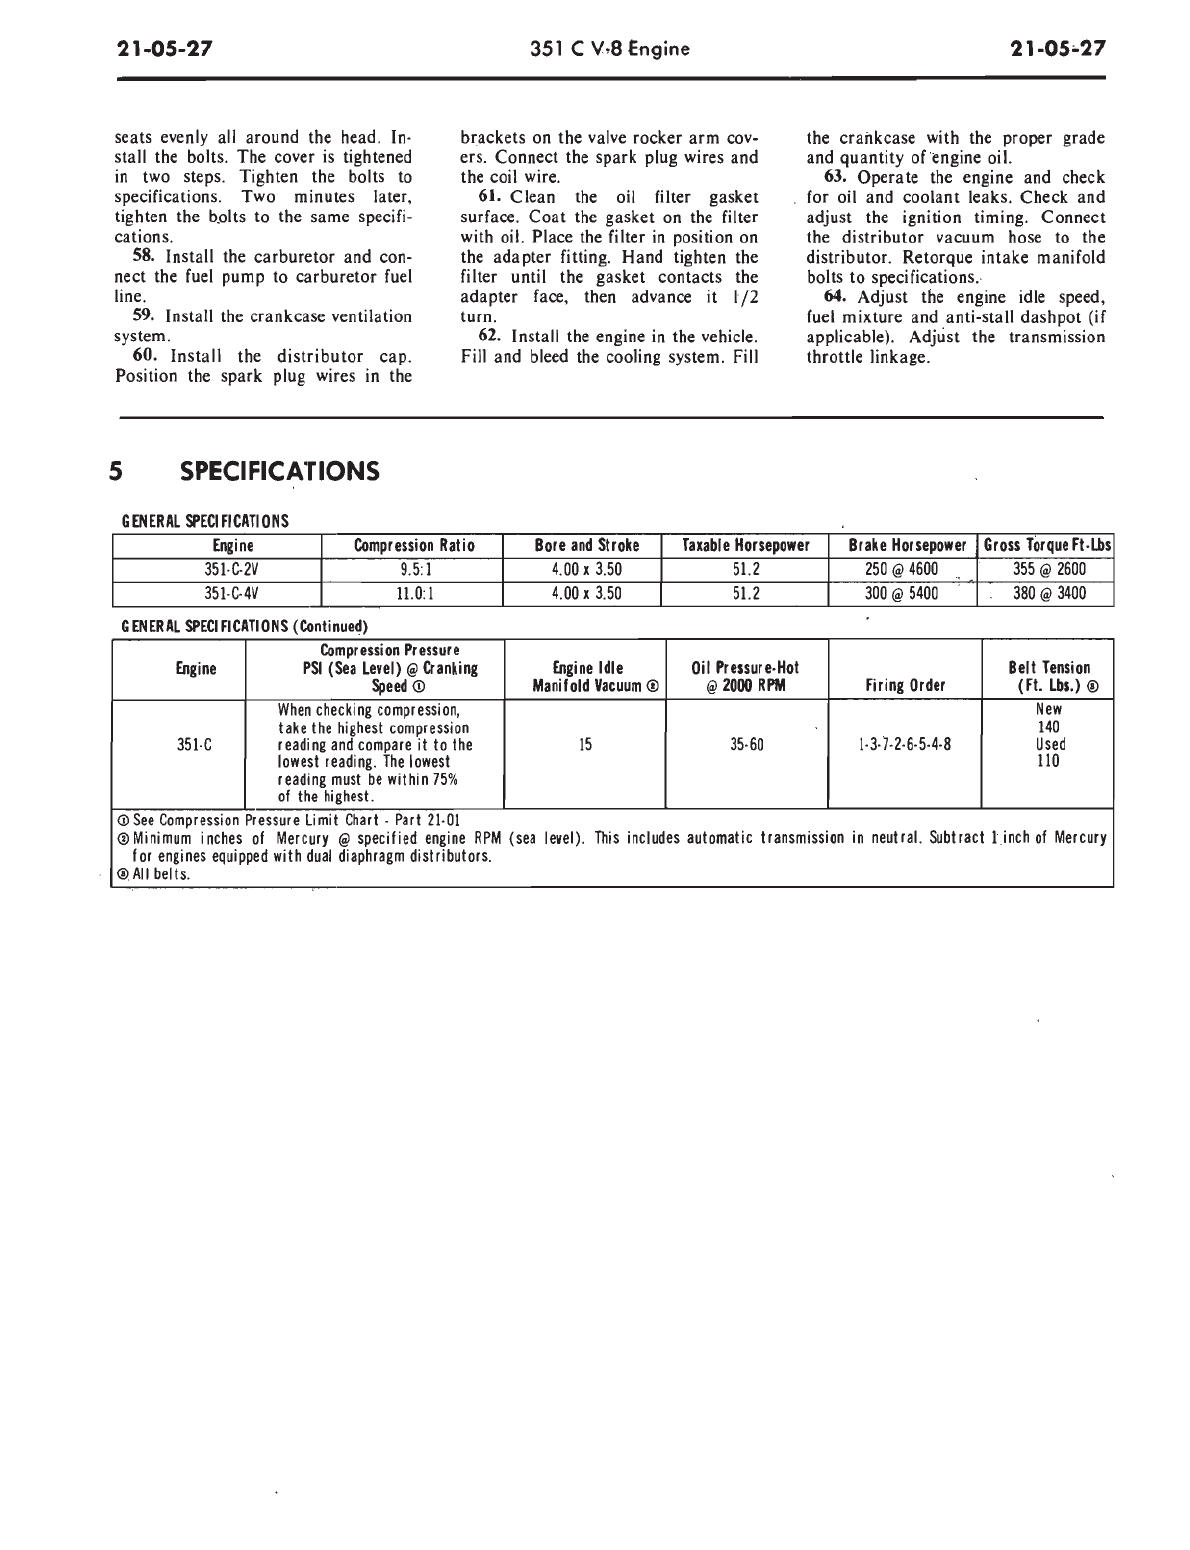 21-05-27 351 C V-8 Engine 21-05-27
seats evenly all around the head. In-
stall the bolts. The cover is tightened
in two steps. Tighten the bolts to
specifications. Two minutes later,
tighten the bolts to the same specifi-
cations.
58. Install the carburetor and con-
nect the fuel pump to carburetor fuel
line.
59. Install the crankcase ventilation
system.
60. Install the distributor cap.
Position the spark plug wires in the
brackets on the valve rocker arm cov-
ers. Connect the spark plug wires and
the coil wire.
61. Clean the oil filter gasket
surface. Coat the gasket on the filter
with oil. Place the filter in position on
the adapter fitting. Hand tighten the
filter until the gasket contacts the
adapter face, then advance it 1/2
turn.
62. Install the engine in the vehicle.
Fill and bleed the cooling system. Fill
the crankcase with the proper grade
and quantity of engine oil.
63. Operate the engine and check
for oil and coolant leaks. Check and
adjust the ignition timing. Connect
the distributor vacuum hose to the
distributor. Retorque intake manifold
bolts to specifications.
64. Adjust the engine idle speed,
fuel mixture and anti-stall dashpot (if
applicable). Adjust the transmission
throttle linkage.
5 SPECIFICATIONS
GENERAL SPECIFICATIONS
Engine Compression Ratio Bore and Stroke Taxable Horsepower Brake Horsepower Gross Torque Ft-Lbs
351-C-2V 9.5:1 4.00 x 3.50 51.2 250 @ 4600 355 @ 2600
351-C-4V 11.0:1 4.00 x 3.50 51.2 300 @ 5400 380 @ 3400
GENERAL SPECIFICATIONS (Continued)
Engine
Compression Pressure
PSI (Sea Level) @ Cranking
Speed ①
Engine Idle
Manifold Vacuum ②
Oil Pressure-Hot
@ 2000 RPM
Firing Order
Belt Tension
(Ft. Lbs.) ③
351-C
When checking compression,
take the highest compression
reading and compare it to the
lowest reading. The lowest
reading must be within 75%
of the highest.
15
35-60
1-3-7-2-6-5-4-8
New
140
Used
110
① See Compression Pressure Limit Chart - Part 21-01
② Minimum inches of Mercury @ specified engine RPM (sea level). This includes automatic transmission in neutral. Subtract 1 inch of Mercury
for engines equipped with dual diaphragm distributors.
③ All belts.